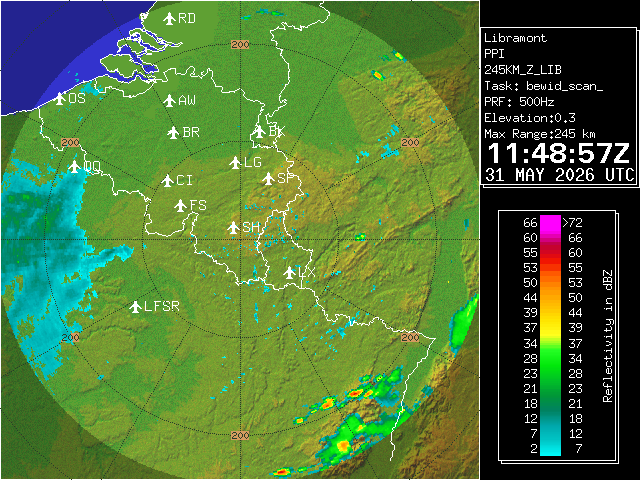 RD
200
OS
AW
BR
BK
200
200
QO
LG
CI
SP
FS
SH
LX
LFSR
200
200
200
Libramont
PPI
245KM_Z_LIB
Task: bewid_scan_
PRF: 500Hz
Elevation:0.3
Max Range:245 km
11:48:57Z
31 MAY 2026 UTC
66 >72
60 66
55 60
53 55
50 53
44 50
39 44
37 39
34 37
28 34
23 28
21 23
18 21
12 18
7 12
2 7
Reflectivity in dBZ